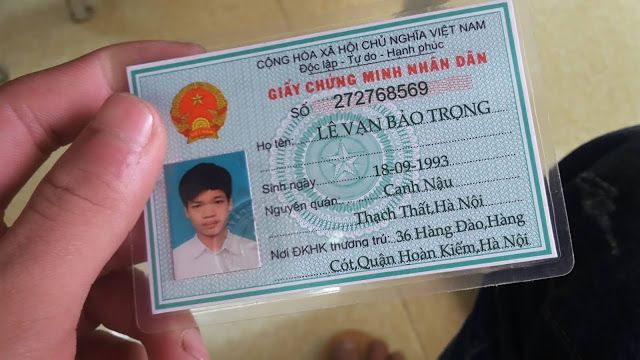 CỘNG HÒA XÃ HỘI CHỦ NGHĨA VIỆT NAM
Độc lập - Tự do - Hạnh phúc
GIẤY CHỨNG MINH NHÂN DÂN
SỐ 272768569
Họ tên: LÊ VẠN BẢO TRỌNG
Sinh ngày 18-09-1993
Nguyên quán Canh Nậu
Thạch Thất,Hà Nội
Nơi ĐKHK thường trú: 36 Hàng Đào,Hàng
Cót,Quận Hoàn Kiếm,Hà Nội